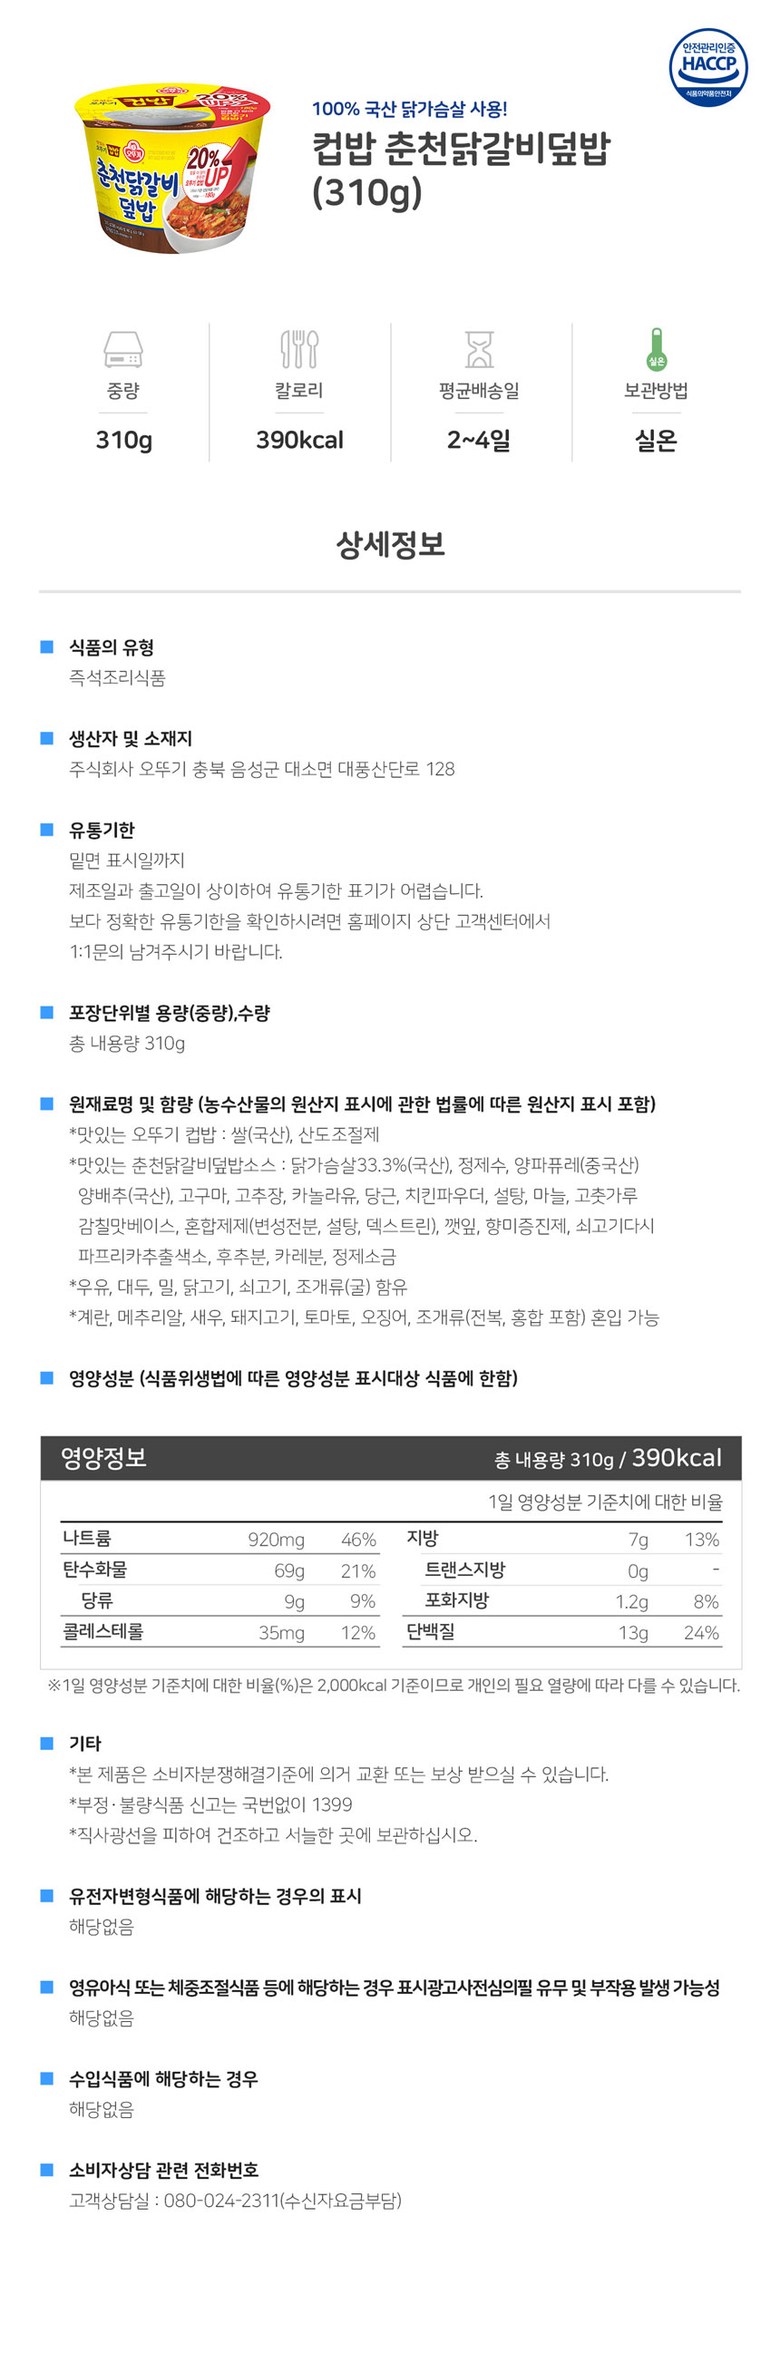 안전관리인증
HACCP
식품의약품안전처
100% 국산 닭가슴살 사용!
컵밥 춘천닭갈비덮밥
(310g)
오뚜기
컵밥
20%
UP
춘천닭갈비
덮밥
실온
중량
칼로리
평균배송일
보관방법
310g
390kcal
2~4일
실온
상세정보
식품의 유형
즉석조리식품
생산자 및 소재지
주식회사 오뚜기 충북 음성군 대소면 대풍산단로 128
유통기한
밑면 표시일까지
제조일과 출고일이 상이하여 유통기한 표기가 어렵습니다.
보다 정확한 유통기한을 확인하시려면 홈페이지 상단 고객센터에서
1:1문의 남겨주시기 바랍니다.
포장단위별 용량(중량),수량
총 내용량 310g
원재료명 및 함량 (농수산물의 원산지 표시에 관한 법률에 따른 원산지 표시 포함)
*맛있는 오뚜기 컵밥 : 쌀(국산), 산도조절제
*맛있는 춘천닭갈비덮밥소스 : 닭가슴살33.3%(국산), 정제수, 양파퓨레(중국산)
양배추(국산), 고구마, 고추장, 카놀라유, 당근, 치킨파우더, 설탕, 마늘, 고춧가루
감칠맛베이스, 혼합제제(변성전분, 설탕, 덱스트린), 깻잎, 향미증진제, 쇠고기다시
파프리카추출색소, 후추분, 카레분, 정제소금
*우유, 대두, 밀, 닭고기, 쇠고기, 조개류(굴) 함유
*계란, 메추리알, 새우, 돼지고기, 토마토, 오징어, 조개류(전복, 홍합 포함) 혼입 가능
영양성분 (식품위생법에 따른 영양성분 표시대상 식품에 한함)
영양정보 총 내용량 310g / 390kcal
1일 영양성분 기준치에 대한 비율
나트륨 920mg 46% 지방 7g 13%
탄수화물 69g 21% 트랜스지방 0g -
당류 9g 9% 포화지방 1.2g 8%
콜레스테롤 35mg 12% 단백질 13g 24%
※1일 영양성분 기준치에 대한 비율(%)은 2,000kcal 기준이므로 개인의 필요 열량에 따라 다를 수 있습니다.
기타
*본 제품은 소비자분쟁해결기준에 의거 교환 또는 보상 받으실 수 있습니다.
*부정·불량식품 신고는 국번없이 1399
*직사광선을 피하여 건조하고 서늘한 곳에 보관하십시오.
유전자변형식품에 해당하는 경우의 표시
해당없음
영유아식 또는 체중조절식품 등에 해당하는 경우 표시광고사전심의필 유무 및 부작용 발생 가능성
해당없음
수입식품에 해당하는 경우
해당없음
소비자상담 관련 전화번호
고객상담실 : 080-024-2311(수신자요금부담)